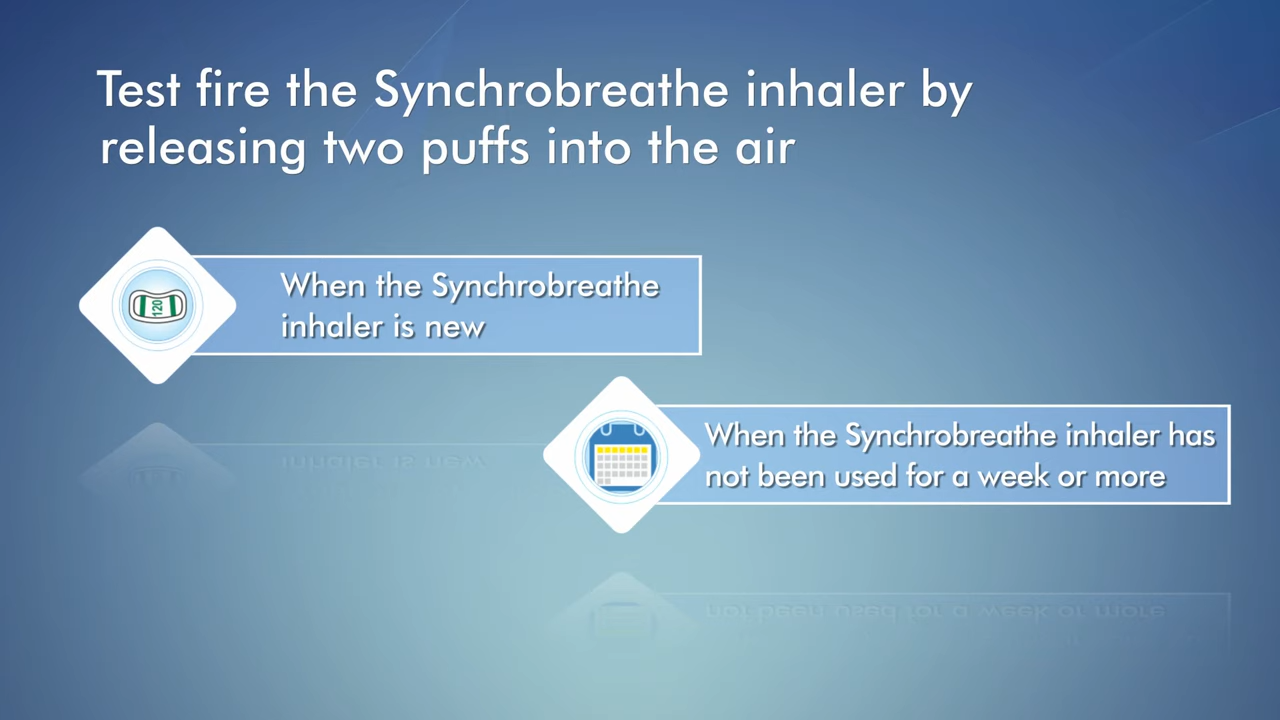 Test fire the Synchrobreathe inhaler by
releasing two puffs into the air
120
When the Synchrobreathe
inhaler is new
When the Synchrobreathe inhaler has
not been used for a week or more